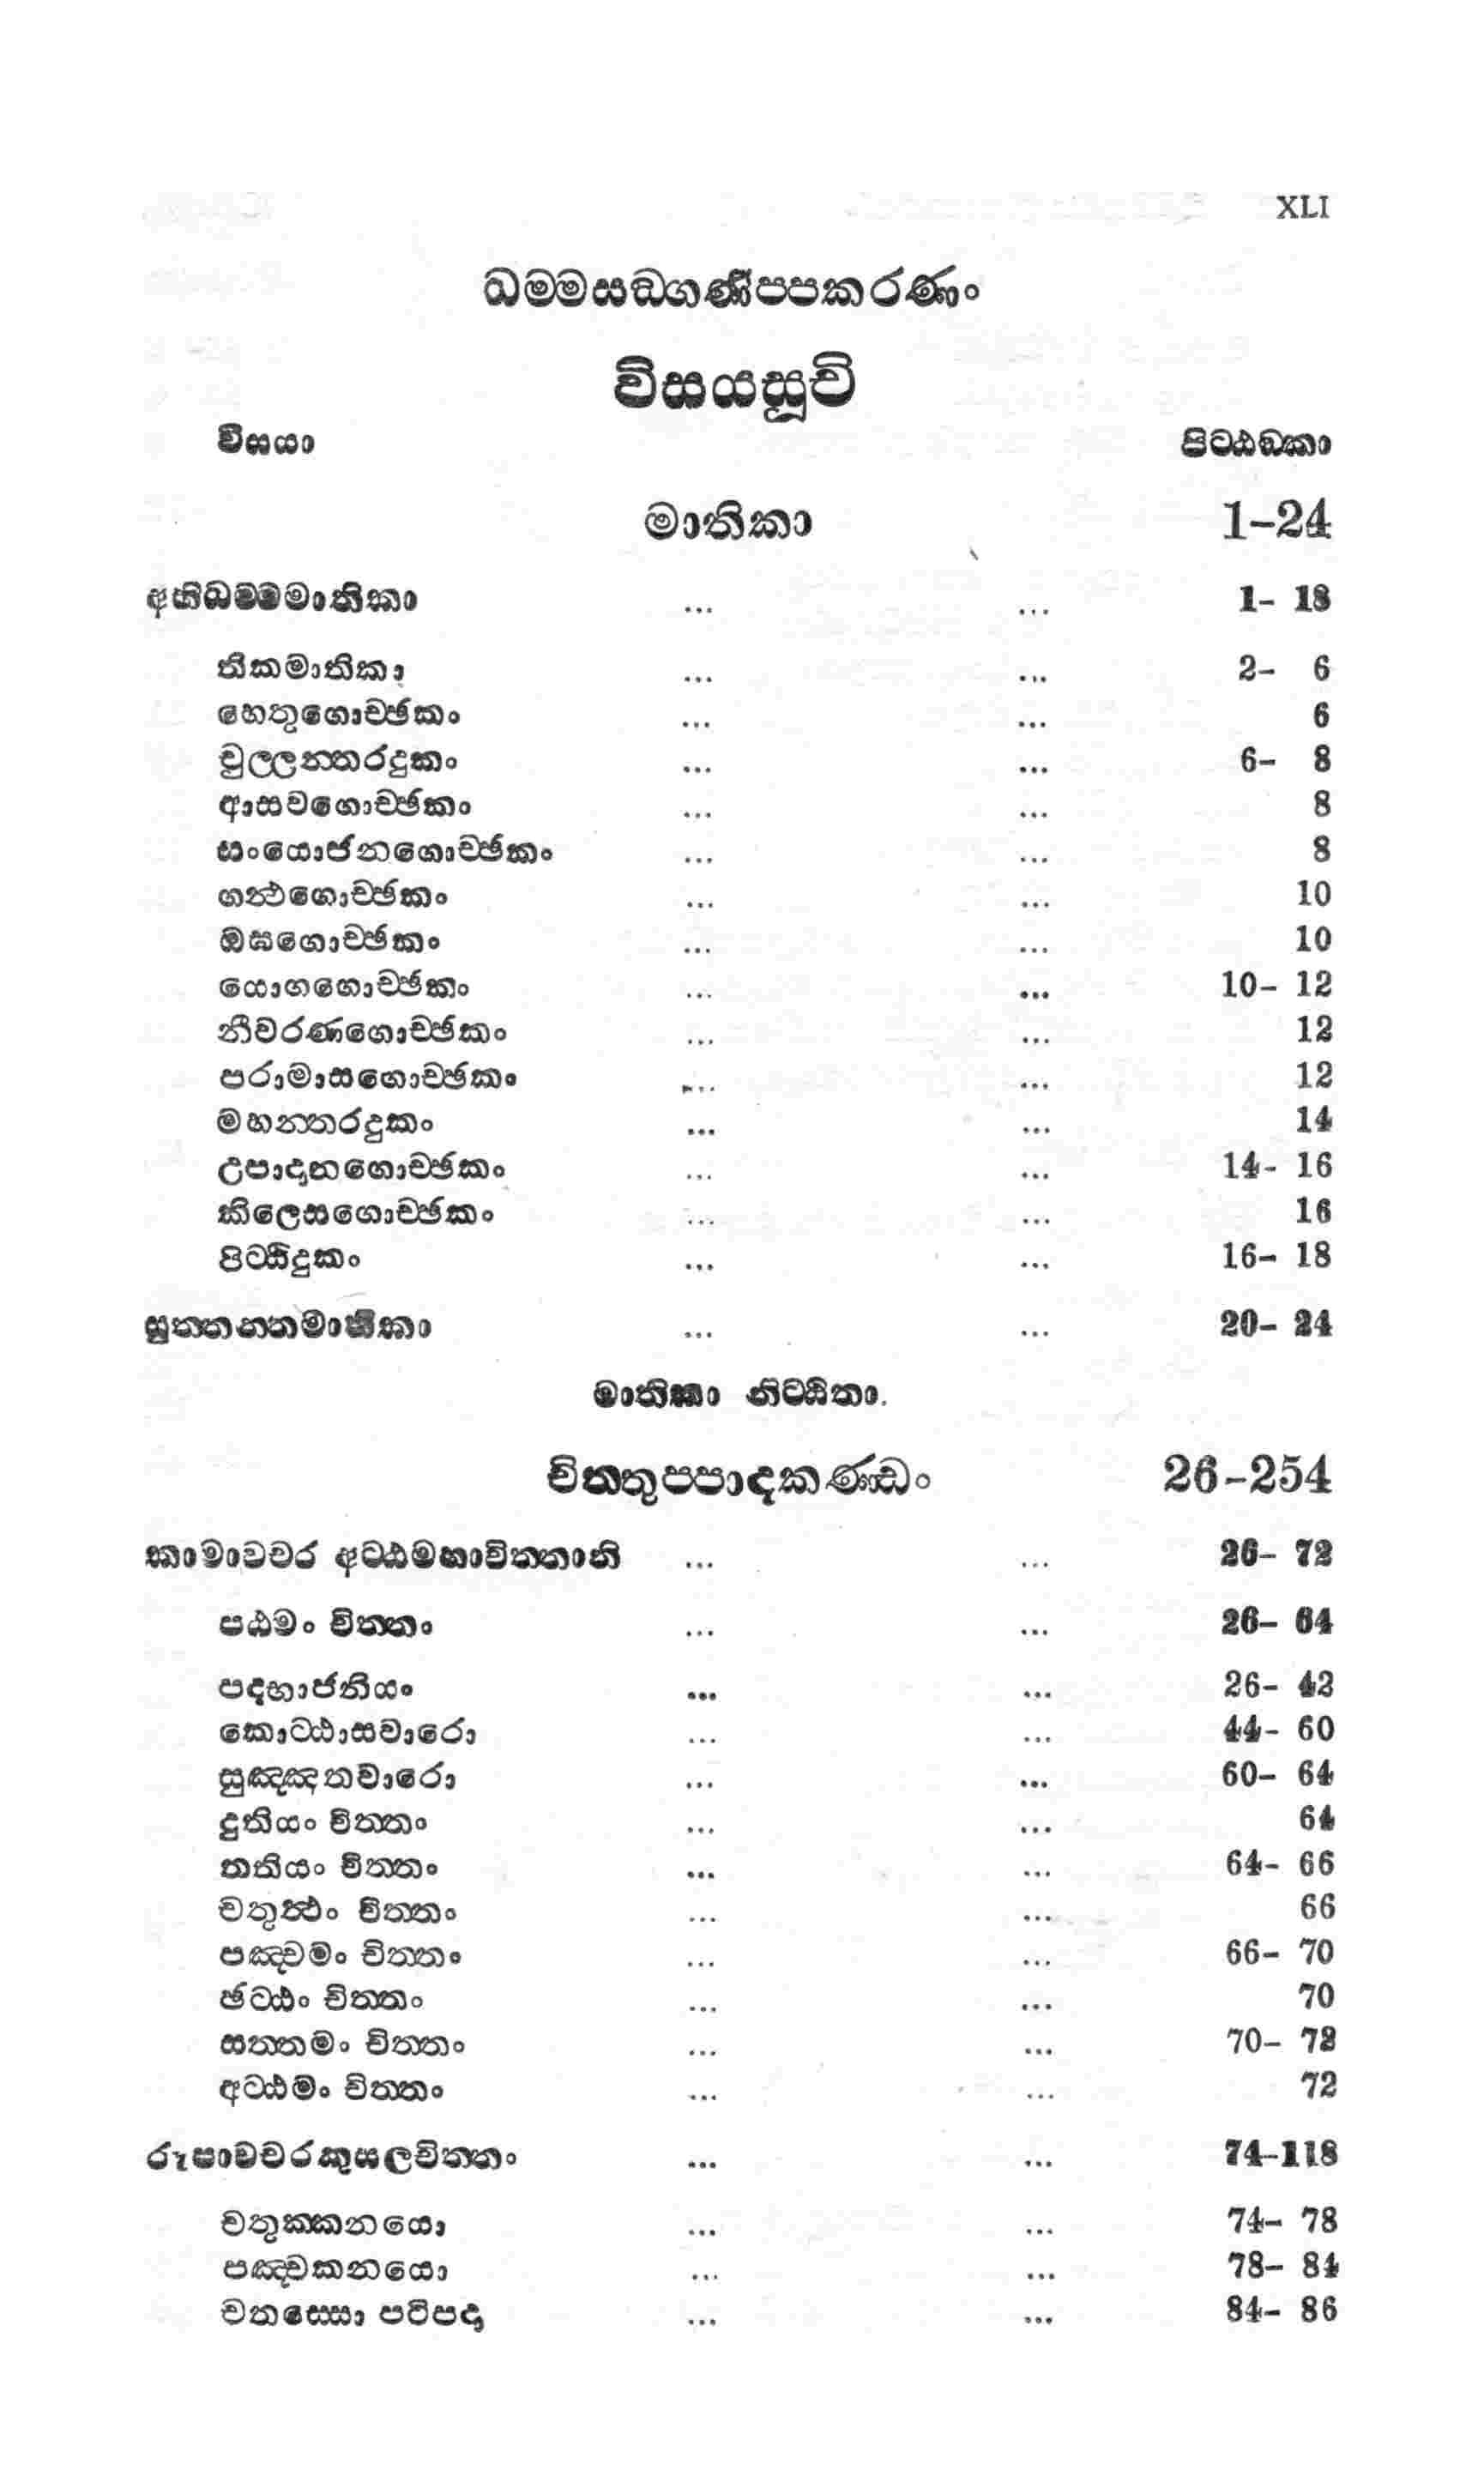 XLI
ධම්මසඞ්ගණිප්පකරණං
විසයසූචි
විසයා පිට්ඨඞ්කා
මාතිකා 1-24
අභිධම්මමාතිකා ... ... 1- 18
තිකමාතිකා ... ... 2- 6
හෙතුගොච්ඡකං ... ... 6
චුල්ලන්තරදුකං ... ... 6- 8
ආසවගොච්ඡකං ... ... 8
සංයොජනගොච්ඡකං ... ... 8
ගන්ථගොච්ඡකං ... ... 10
ඔඝගොච්ඡකං ... ... 10
යොගගොච්ඡකං ... ... 10- 12
නීවරණගොච්ඡකං ... ... 12
පරාමාසගොච්ඡකං ... ... 12
මහන්තරදුකං ... ... 14
උපාදානගොච්ඡකං ... ... 14- 16
කිලෙසගොච්ඡකං ... ... 16
පිට්ඨිදුකං ... ... 16- 18
සුත්තන්තමාතිකා ... ... 20- 24
මාතිකා නිට්ඨිතා.
චිත්තුප්පාදකණ්ඩං 26-254
කාමාවචර අට්ඨමහාචිත්තානි ... ... 26- 72
පඨමං චිත්තං ... ... 26- 64
පදභාජනියං ... ... 26- 42
කොට්ඨාසවාරො ... ... 44- 60
සුඤ්ඤතවාරො ... ... 60- 64
දුතියං චිත්තං ... ... 64
තතියං චිත්තං ... ... 64- 66
චතුත්ථං චිත්තං ... ... 66
පඤ්චමං චිත්තං ... ... 66- 70
ඡට්ඨං චිත්තං ... ... 70
සත්තමං චිත්තං ... ... 70- 72
අට්ඨමං චිත්තං ... ... 72
රූපාවචරකුසලචිත්තං ... ... 74-118
චතුක්කනයො ... ... 74- 78
පඤ්චකනයො ... ... 78- 84
චතස්සො පටිපදා ... ... 84- 86